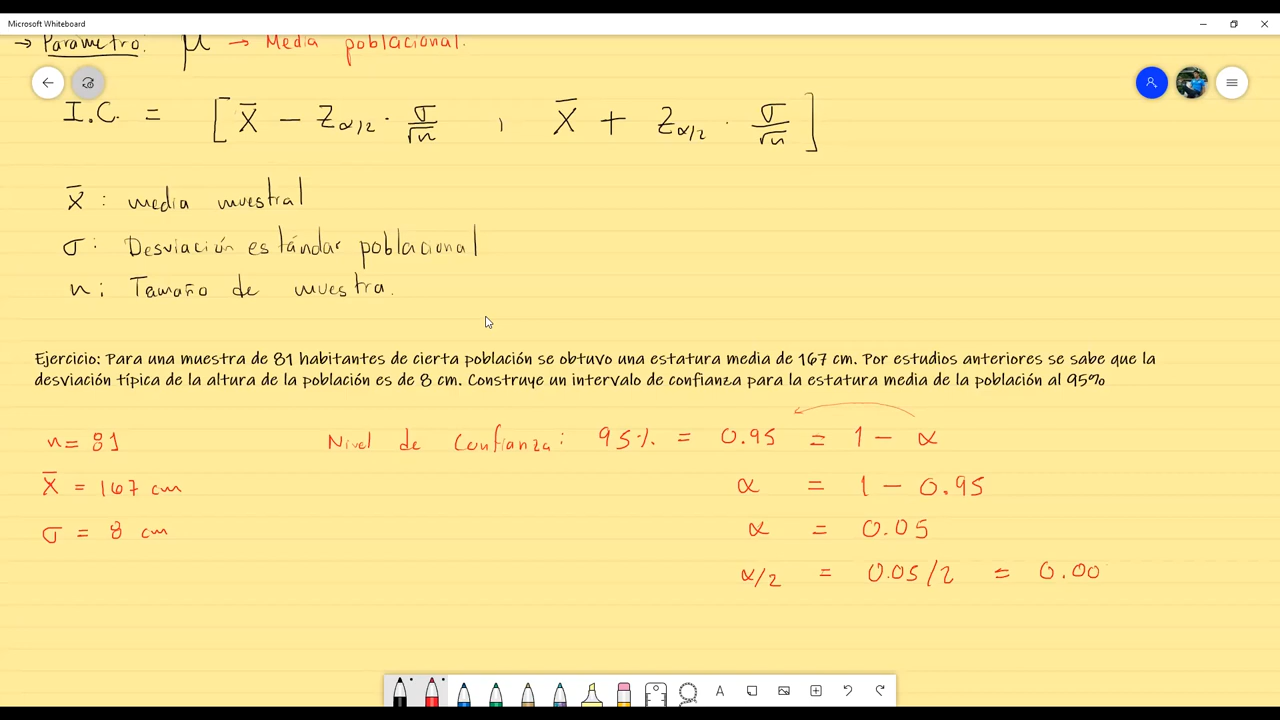 Microsoft Whiteboard
→ Parámetro: μ → Media poblacional.
I.C. = [ X̄ − Zα/2 · σ/√n , X̄ + Zα/2 · σ/√n ]
X̄ : media muestral
σ : Desviación estándar poblacional
n : Tamaño de muestra.
Ejercicio: Para una muestra de 81 habitantes de cierta población se obtuvo una estatura media de 167 cm. Por estudios anteriores se sabe que la
desviación típica de la altura de la población es de 8 cm. Construye un intervalo de confianza para la estatura media de la población al 95%
n = 81
Nivel de Confianza: 95% = 0.95 = 1 − α
X̄ = 167 cm
α = 1 − 0.95
σ = 8 cm
α = 0.05
α/2 = 0.05/2 = 0.00
A